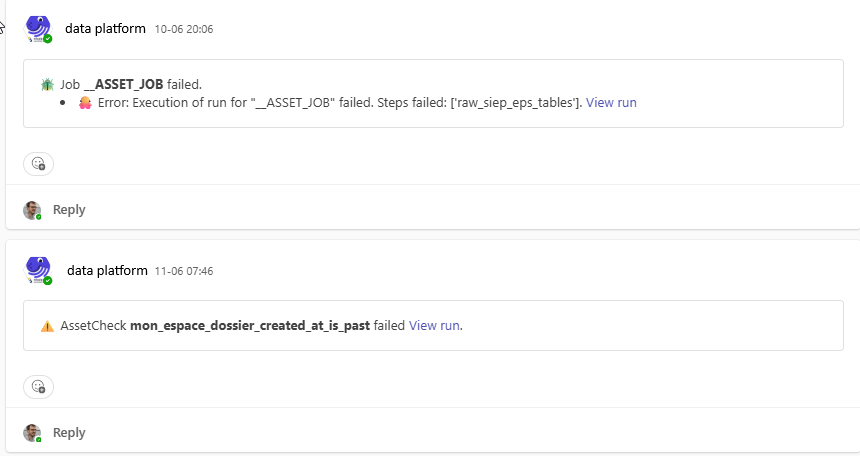 data platform 10-06 20:06
Job __ASSET_JOB failed.
Error: Execution of run for "__ASSET_JOB" failed. Steps failed: ['raw_siep_eps_tables']. View run
Reply
data platform 11-06 07:46
AssetCheck mon_espace_dossier_created_at_is_past failed View run.
Reply